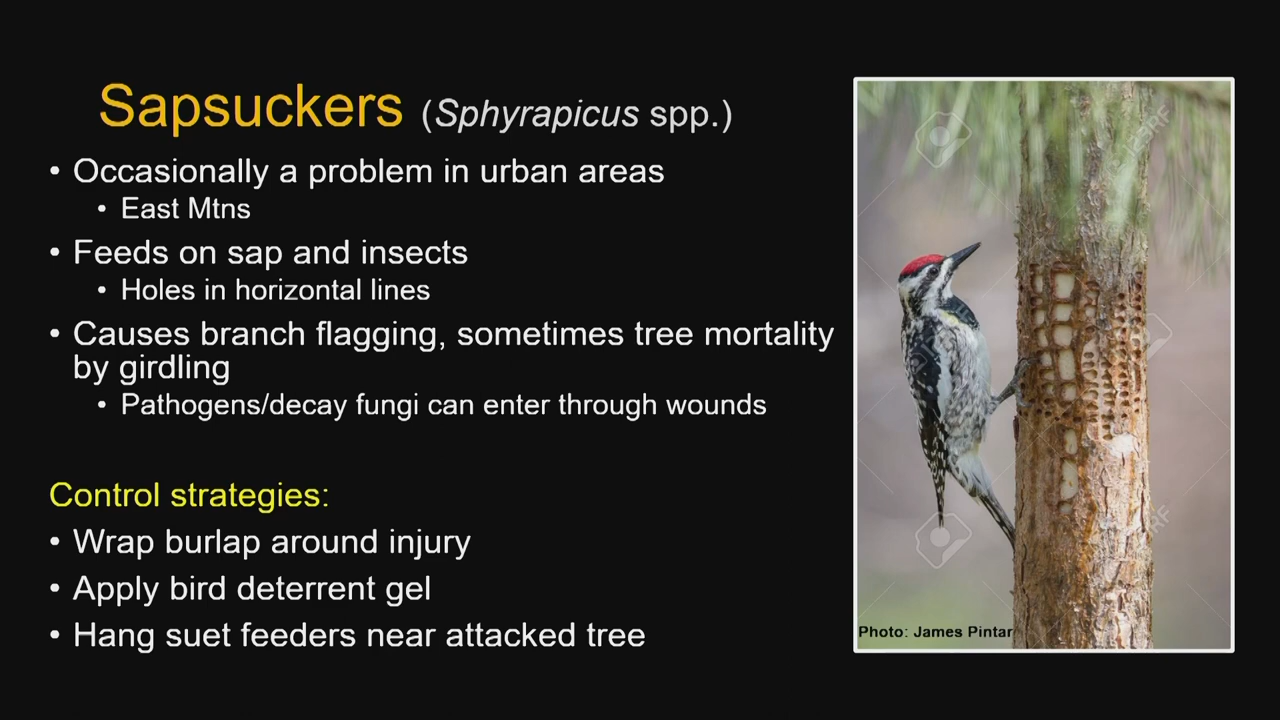 Sapsuckers (Sphyrapicus spp.)
• Occasionally a problem in urban areas
• East Mtns
• Feeds on sap and insects
• Holes in horizontal lines
• Causes branch flagging, sometimes tree mortality
by girdling
• Pathogens/decay fungi can enter through wounds
Control strategies:
• Wrap burlap around injury
• Apply bird deterrent gel
• Hang suet feeders near attacked tree
123RF
123RF
Photo: James Pintar